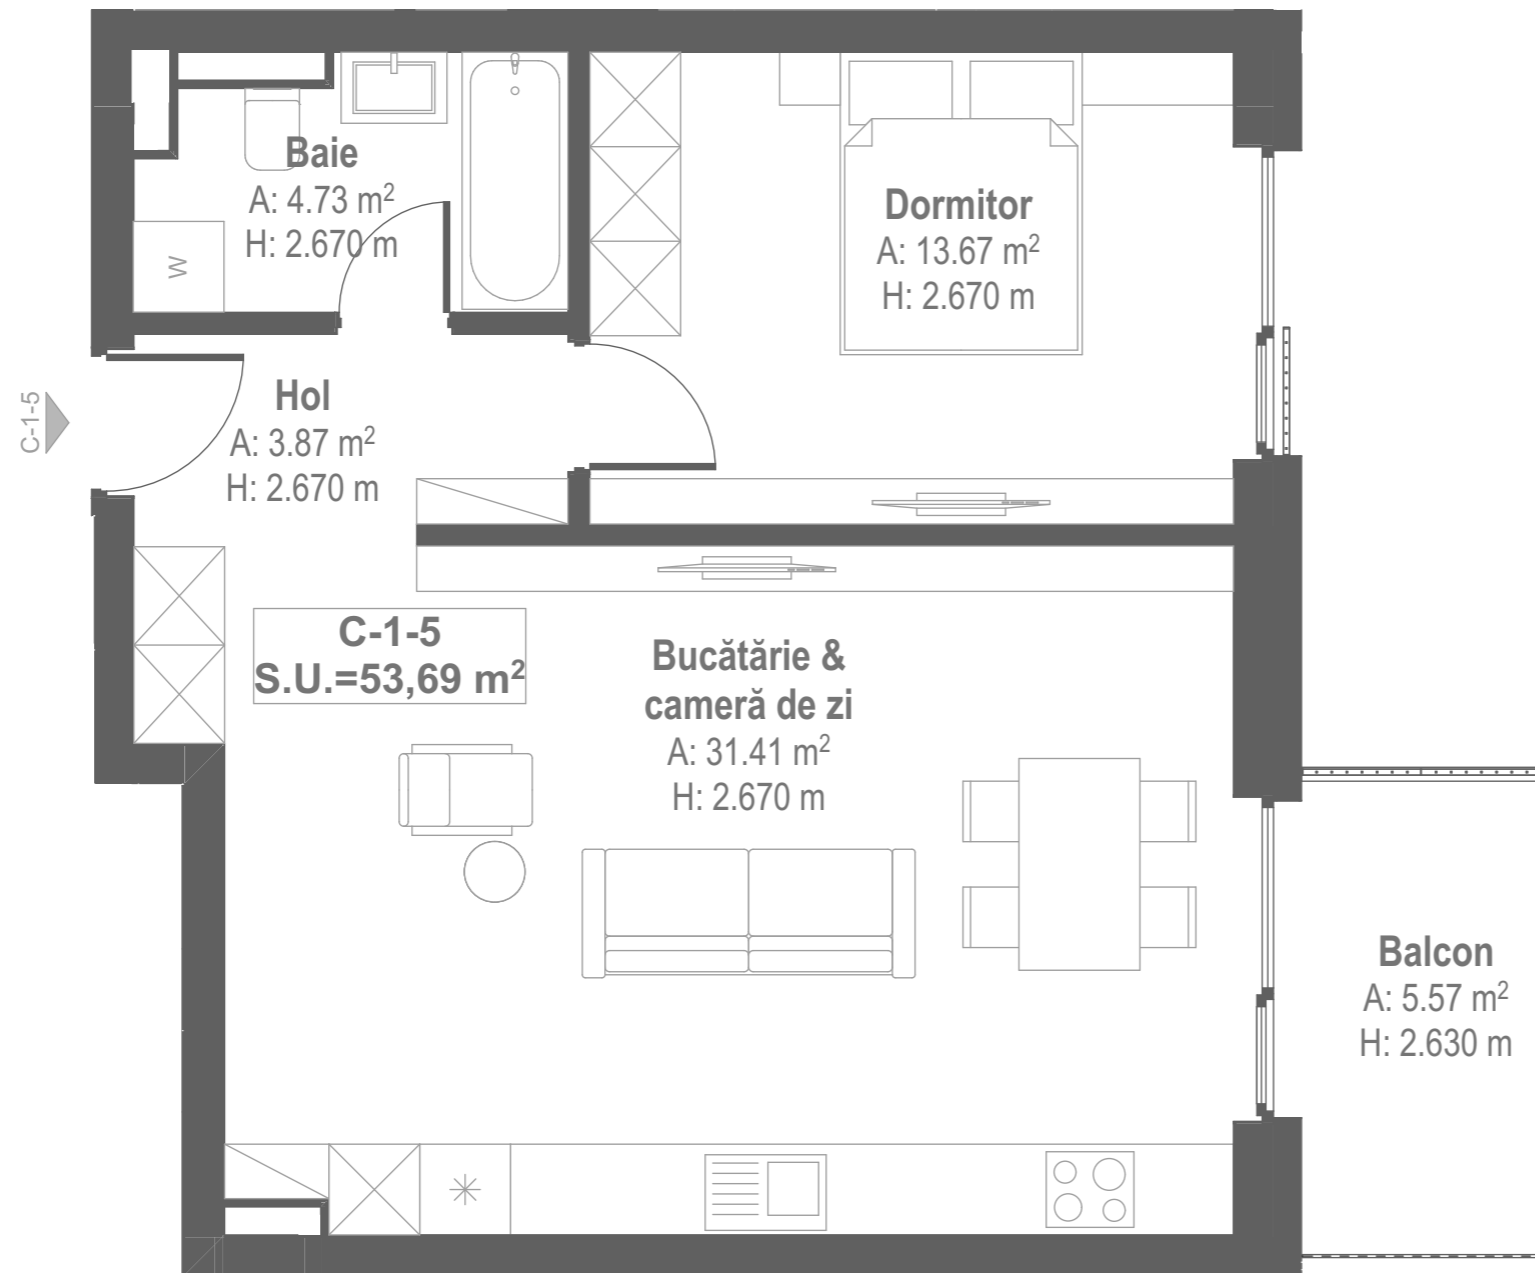 Baie
A: 4.73 m²
H: 2.670 m
W
Dormitor
A: 13.67 m²
H: 2.670 m
C-1-5
Hol
A: 3.87 m²
H: 2.670 m
C-1-5
S.U.=53,69 m²
Bucătărie &
cameră de zi
A: 31.41 m²
H: 2.670 m
Balcon
A: 5.57 m²
H: 2.630 m